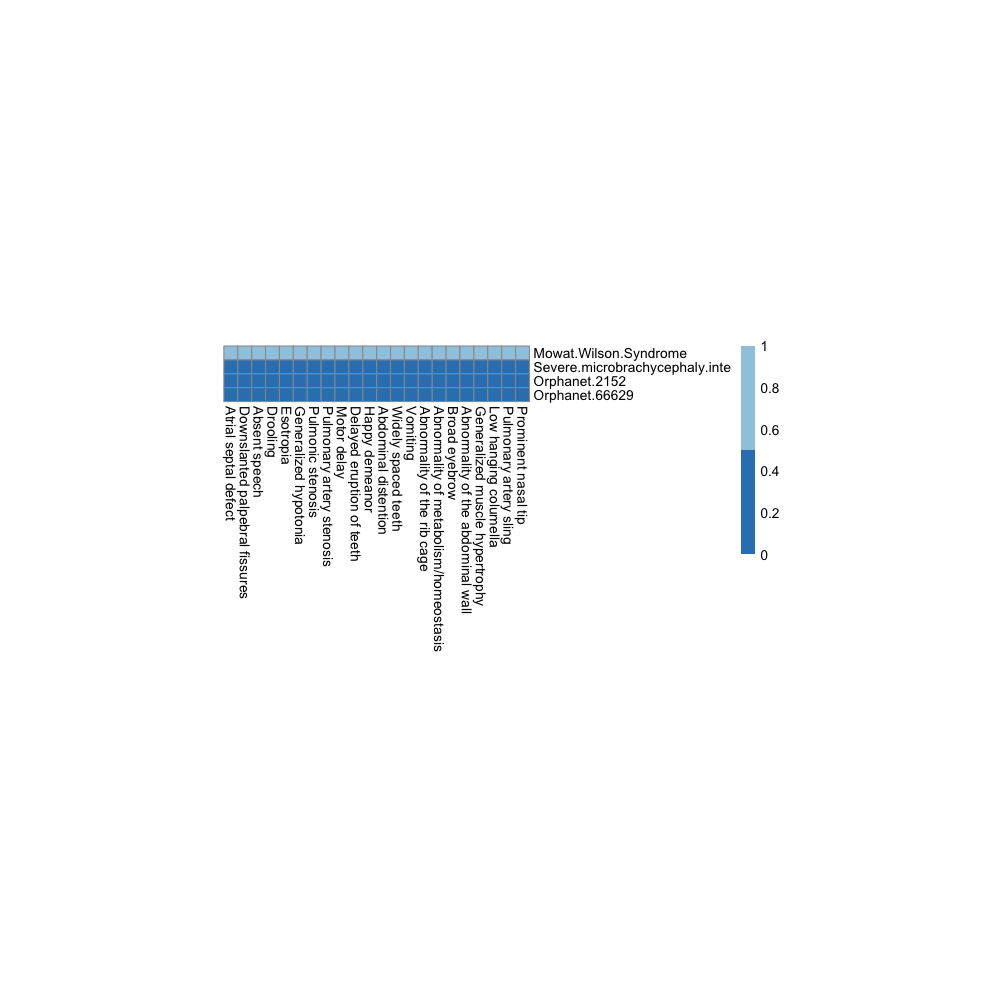 Mowat.Wilson.Syndrome
Severe.microbrachycephaly.inte
Orphanet.2152
Orphanet.66629
1
0.8
0.6
0.4
0.2
0
Atrial septal defect
Downslanted palpebral fissures
Absent speech
Drooling
Esotropia
Generalized hypotonia
Pulmonic stenosis
Pulmonary artery stenosis
Motor delay
Delayed eruption of teeth
Happy demeanor
Abdominal distention
Widely spaced teeth
Vomiting
Abnormality of the rib cage
Abnormality of metabolism/homeostasis
Broad eyebrow
Abnormality of the abdominal wall
Generalized muscle hypertrophy
Low hanging columella
Pulmonary artery sling
Prominent nasal tip